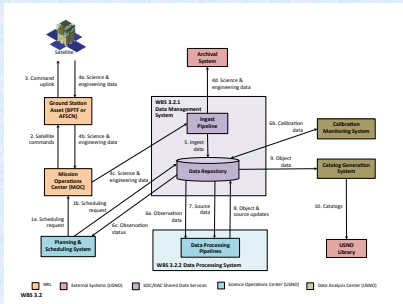 Satellite
Archival
System
3. Command
uplink
4a. Science &
engineering data
4d. Science &
engineering data
Ground Station
Asset (BPTF or
AFSCN)
WBS 3.2.1
Data Management
System
Ingest
Pipeline
6b. Calibration
data
Calibration
Monitoring System
2. Satellite
commands
4b. Science &
engineering data
5. Ingest
data
4c. Science &
engineering data
9. Object
data
Catalog Generation
System
Mission
Operations
Center (MOC)
Data Repository
1b. Scheduling
request
1a. Scheduling
request
6c. Observation
status
6a. Observation
data
7. Source
data
8. Object &
source updates
10. Catalogs
Planning &
Scheduling System
Data Processing
Pipelines
USNO
Library
WBS 3.2.2 Data Processing System
NRL
External Systems (USNO)
SOC/DAC Shared Data Services
Science Operations Center (USNO)
Data Analysis Center (USNO)
WBS 3.2